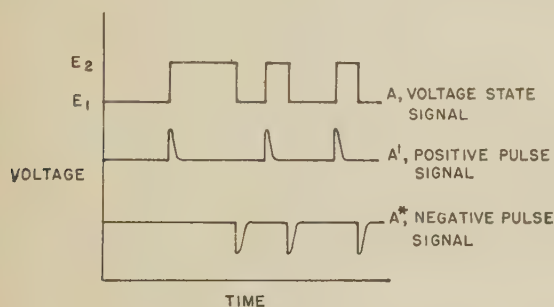 E2
E1
A, VOLTAGE STATE
SIGNAL
VOLTAGE
A', POSITIVE PULSE
SIGNAL
A*, NEGATIVE PULSE
SIGNAL
TIME